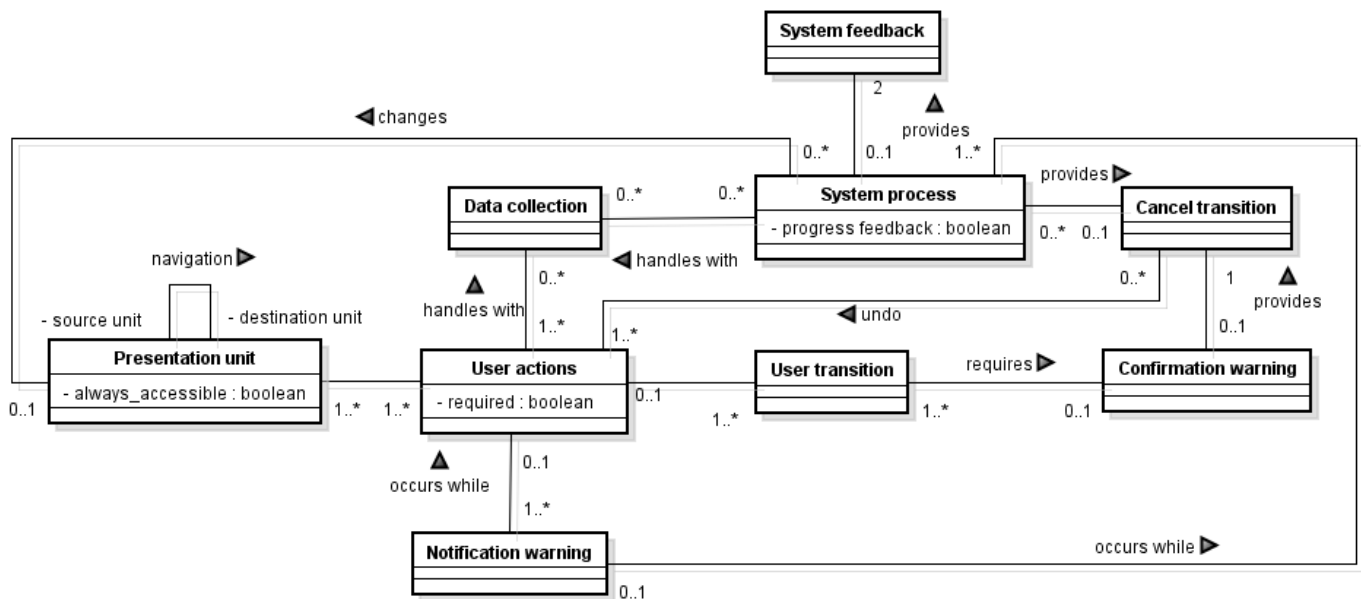 System feedback
2
provides
changes
0..*
0..1
1..*
provides
System process
- progress feedback : boolean
0..*
0..*
Data collection
Cancel transition
0..*
0..1
handles with
navigation
0..*
handles with
1..*
0..*
1
provides
0..1
undo
1..*
- source unit
- destination unit
Presentation unit
- always_accessible : boolean
0..1
1..*
1..*
User actions
- required : boolean
0..1
1..*
User transition
requires
1..*
0..1
Confirmation warning
occurs while
0..1
1..*
Notification warning
0..1
occurs while